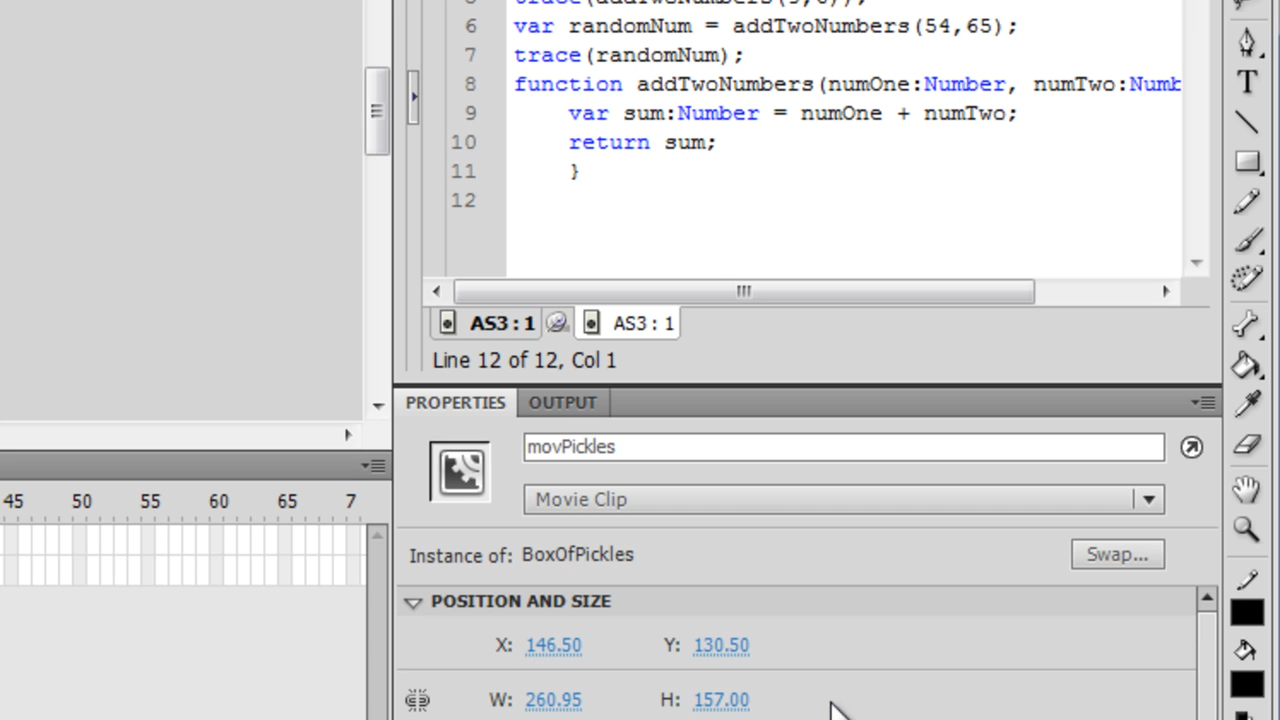 6 var randomNum = addTwoNumbers(54,65);
7 trace(randomNum);
8 function addTwoNumbers(numOne:Number, numTwo:Numb
9 var sum:Number = numOne + numTwo;
10 return sum;
11 }
12
AS3 : 1 AS3 : 1
Line 12 of 12, Col 1
PROPERTIES OUTPUT
movPickles
Movie Clip
45 50 55 60 65 7
Instance of: BoxOfPickles Swap...
POSITION AND SIZE
X: 146.50 Y: 130.50
W: 260.95 H: 157.00